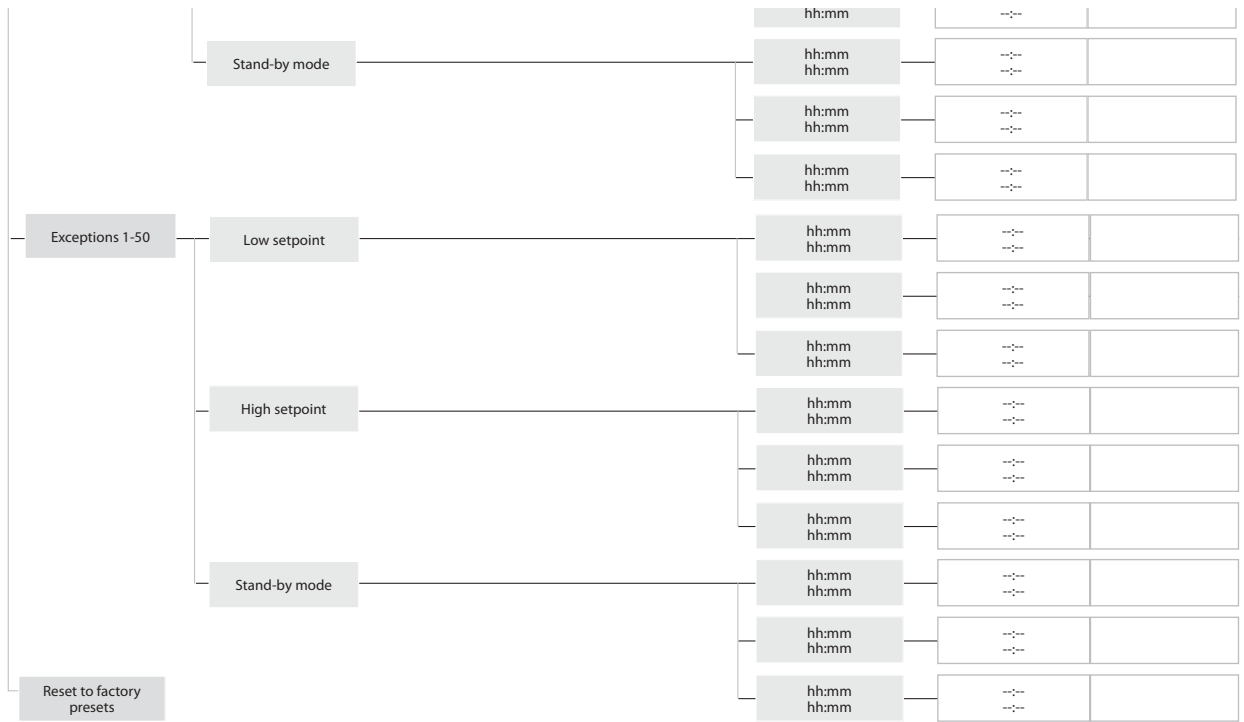 hh:mm
--:--
Stand-by mode
hh:mm
hh:mm
--:--
--:--
hh:mm
hh:mm
--:--
--:--
hh:mm
hh:mm
--:--
--:--
Exceptions 1-50
Low setpoint
hh:mm
hh:mm
--:--
--:--
hh:mm
hh:mm
--:--
--:--
hh:mm
hh:mm
--:--
--:--
High setpoint
hh:mm
hh:mm
--:--
--:--
hh:mm
hh:mm
--:--
--:--
hh:mm
hh:mm
--:--
--:--
Stand-by mode
hh:mm
hh:mm
--:--
--:--
hh:mm
hh:mm
--:--
--:--
Reset to factory
presets
hh:mm
hh:mm
--:--
--:--